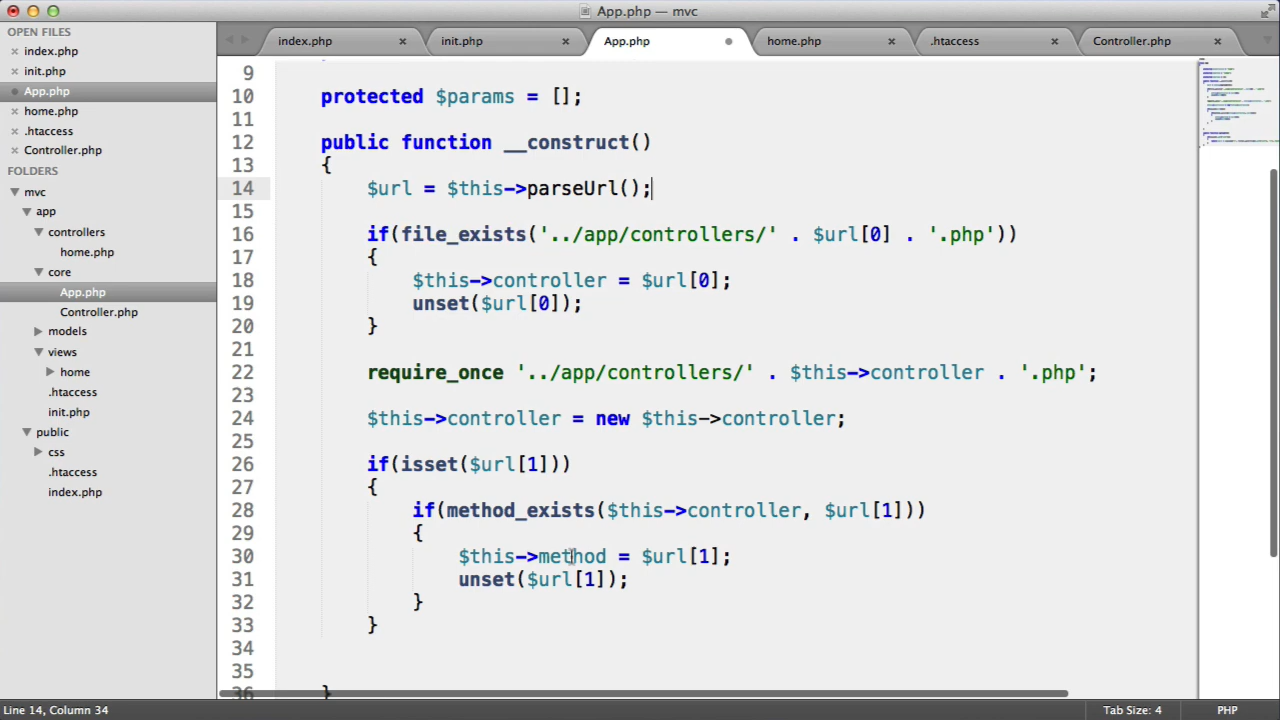 App.php — mvc
OPEN FILES
index.php
init.php
App.php
home.php
.htaccess
Controller.php
FOLDERS
mvc
app
controllers
home.php
core
App.php
Controller.php
models
views
home
.htaccess
init.php
public
css
.htaccess
index.php
index.php init.php App.php home.php .htaccess Controller.php
9
10 protected $params = [];
11
12 public function __construct()
13 {
14 $url = $this->parseUrl();
15
16 if(file_exists('../app/controllers/' . $url[0] . '.php'))
17 {
18 $this->controller = $url[0];
19 unset($url[0]);
20 }
21
22 require_once '../app/controllers/' . $this->controller . '.php';
23
24 $this->controller = new $this->controller;
25
26 if(isset($url[1]))
27 {
28 if(method_exists($this->controller, $url[1]))
29 {
30 $this->method = $url[1];
31 unset($url[1]);
32 }
33 }
34
35
36 }
Line 14, Column 34
Tab Size: 4
PHP